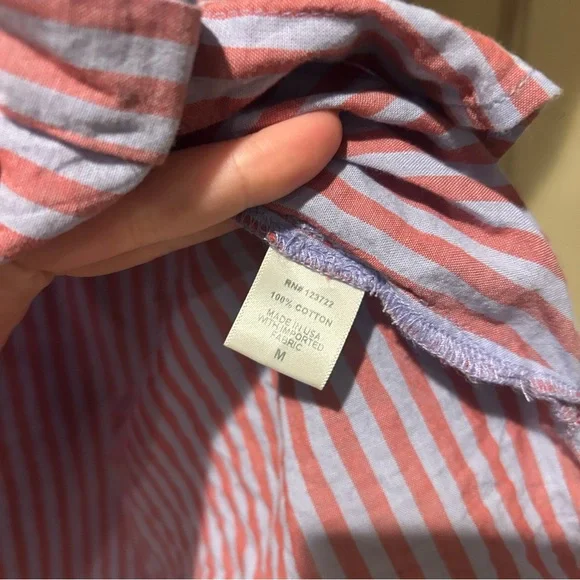 RN# 123722
100% COTTON
MADE IN USA
WITH IMPORTED
FABRIC
M